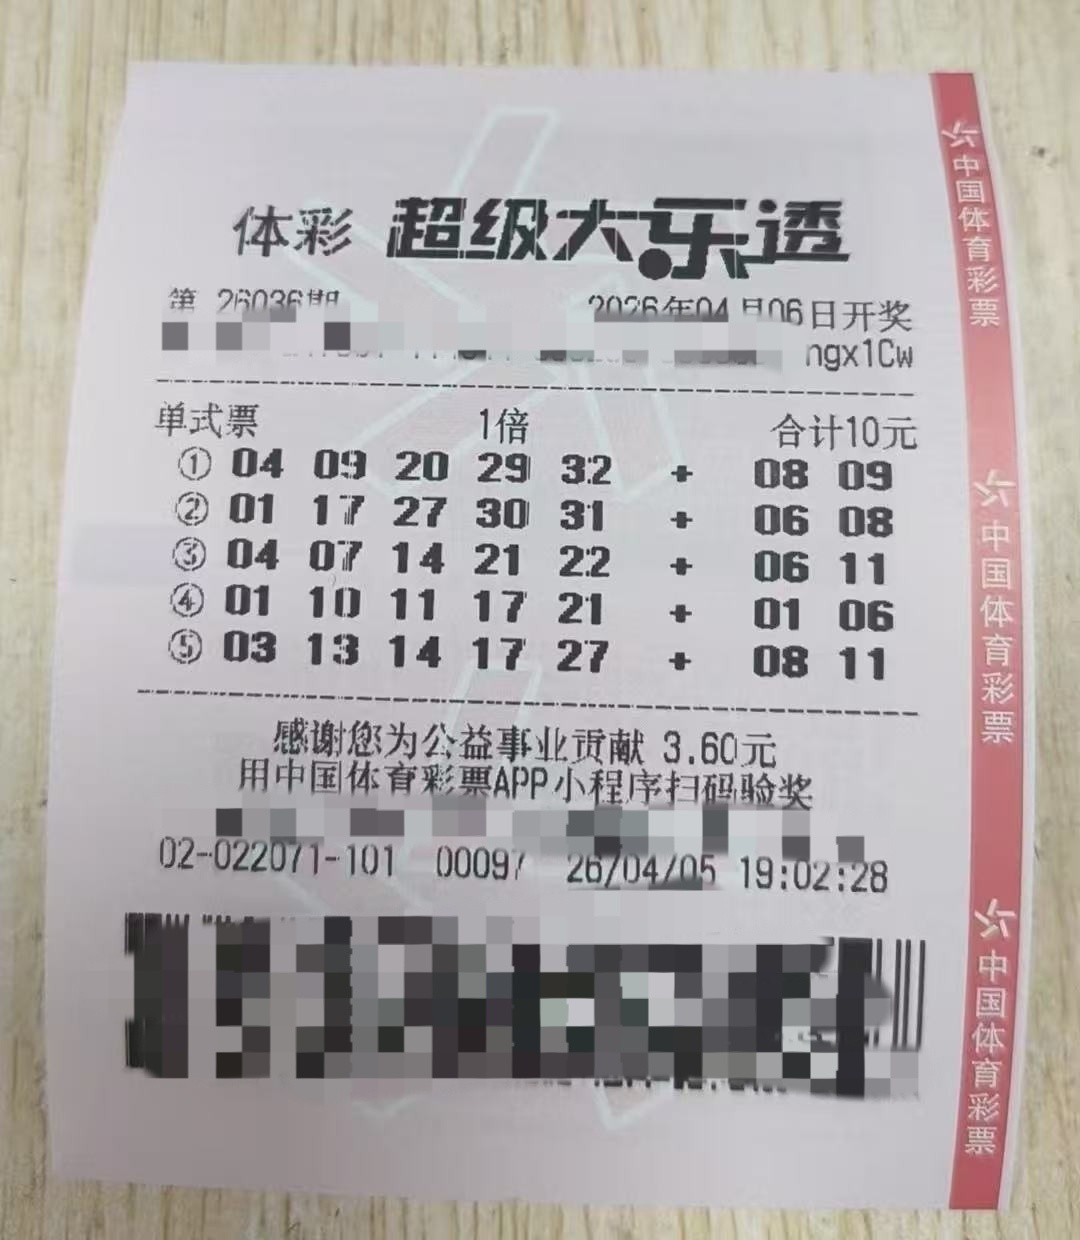 体彩 超级大乐透
第 26036期 2026年04月06日开奖
ngx1Cw
单式票 1倍 合计10元
① 04 09 20 29 32 + 08 09
② 01 17 27 30 31 + 06 08
③ 04 07 14 21 22 + 06 11
④ 01 10 11 17 21 + 01 06
⑤ 03 13 14 17 27 + 08 11
感谢您为公益事业贡献 3.60元
用中国体育彩票APP小程序扫码验奖
02-022071-101 00097 26/04/05 19:02:28
中国体育彩票
中国体育彩票
中国体育彩票